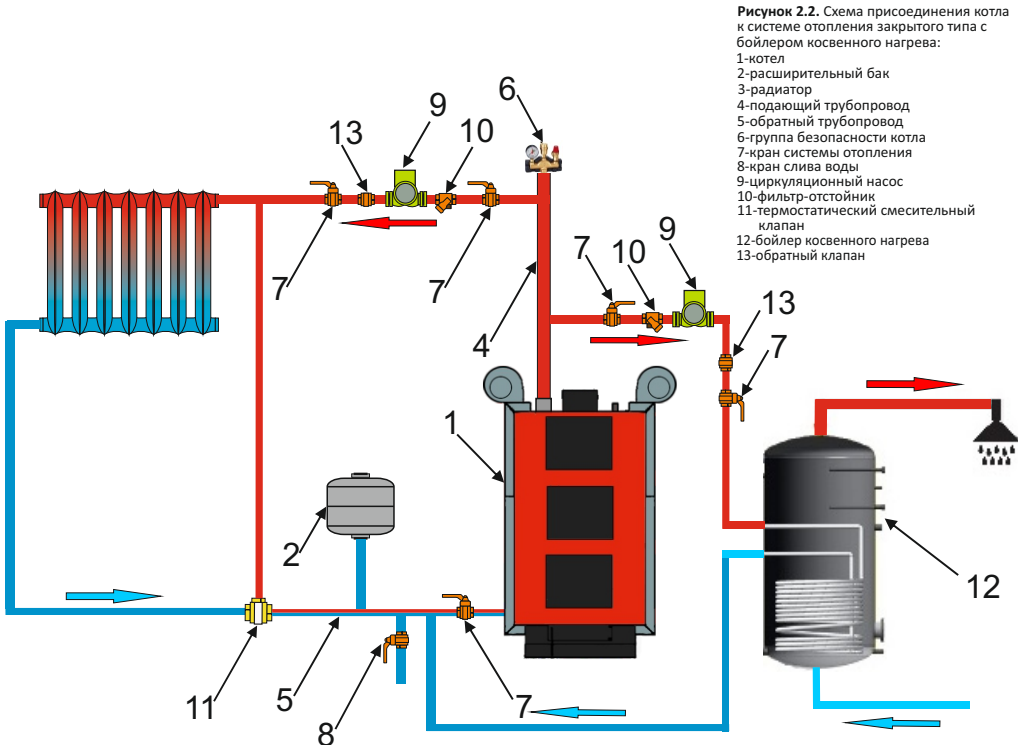 Рисунок 2.2. Схема присоединения котла
к системе отопления закрытого типа с
бойлером косвенного нагрева:
1-котел
2-расширительный бак
3-радиатор
4-подающий трубопровод
5-обратный трубопровод
6-группа безопасности котла
7-кран системы отопления
8-кран слива воды
9-циркуляционный насос
10-фильтр-отстойник
11-термостатический смесительный
клапан
12-бойлер косвенного нагрева
13-обратный клапан
6
9
13
10
7
7
7
10
9
13
7
4
1
2
12
11
5
8
7